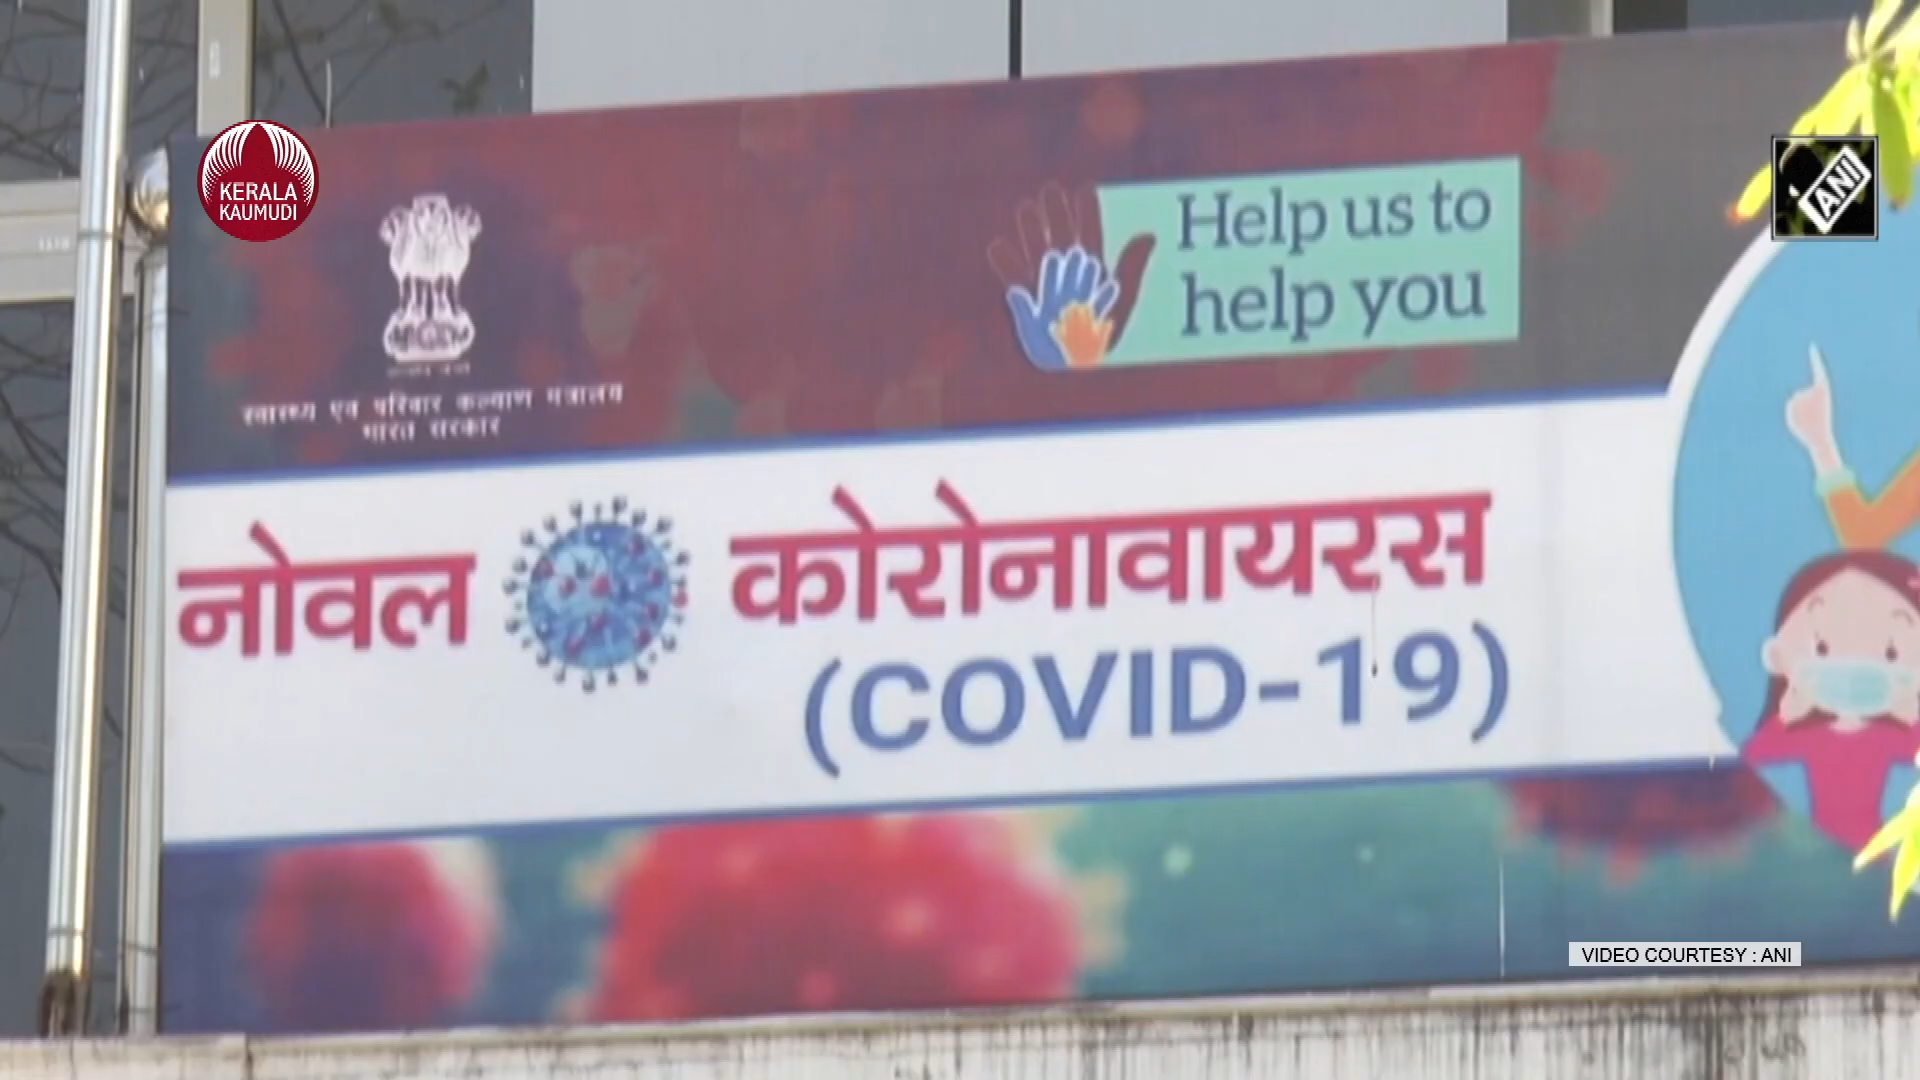 KERALA
KAUMUDI
ANI
Help us to
help you
स्वास्थ्य एवं परिवार कल्याण मंत्रालय
भारत सरकार
नोवल कोरोनावायरस
(COVID-19)
VIDEO COURTESY : ANI